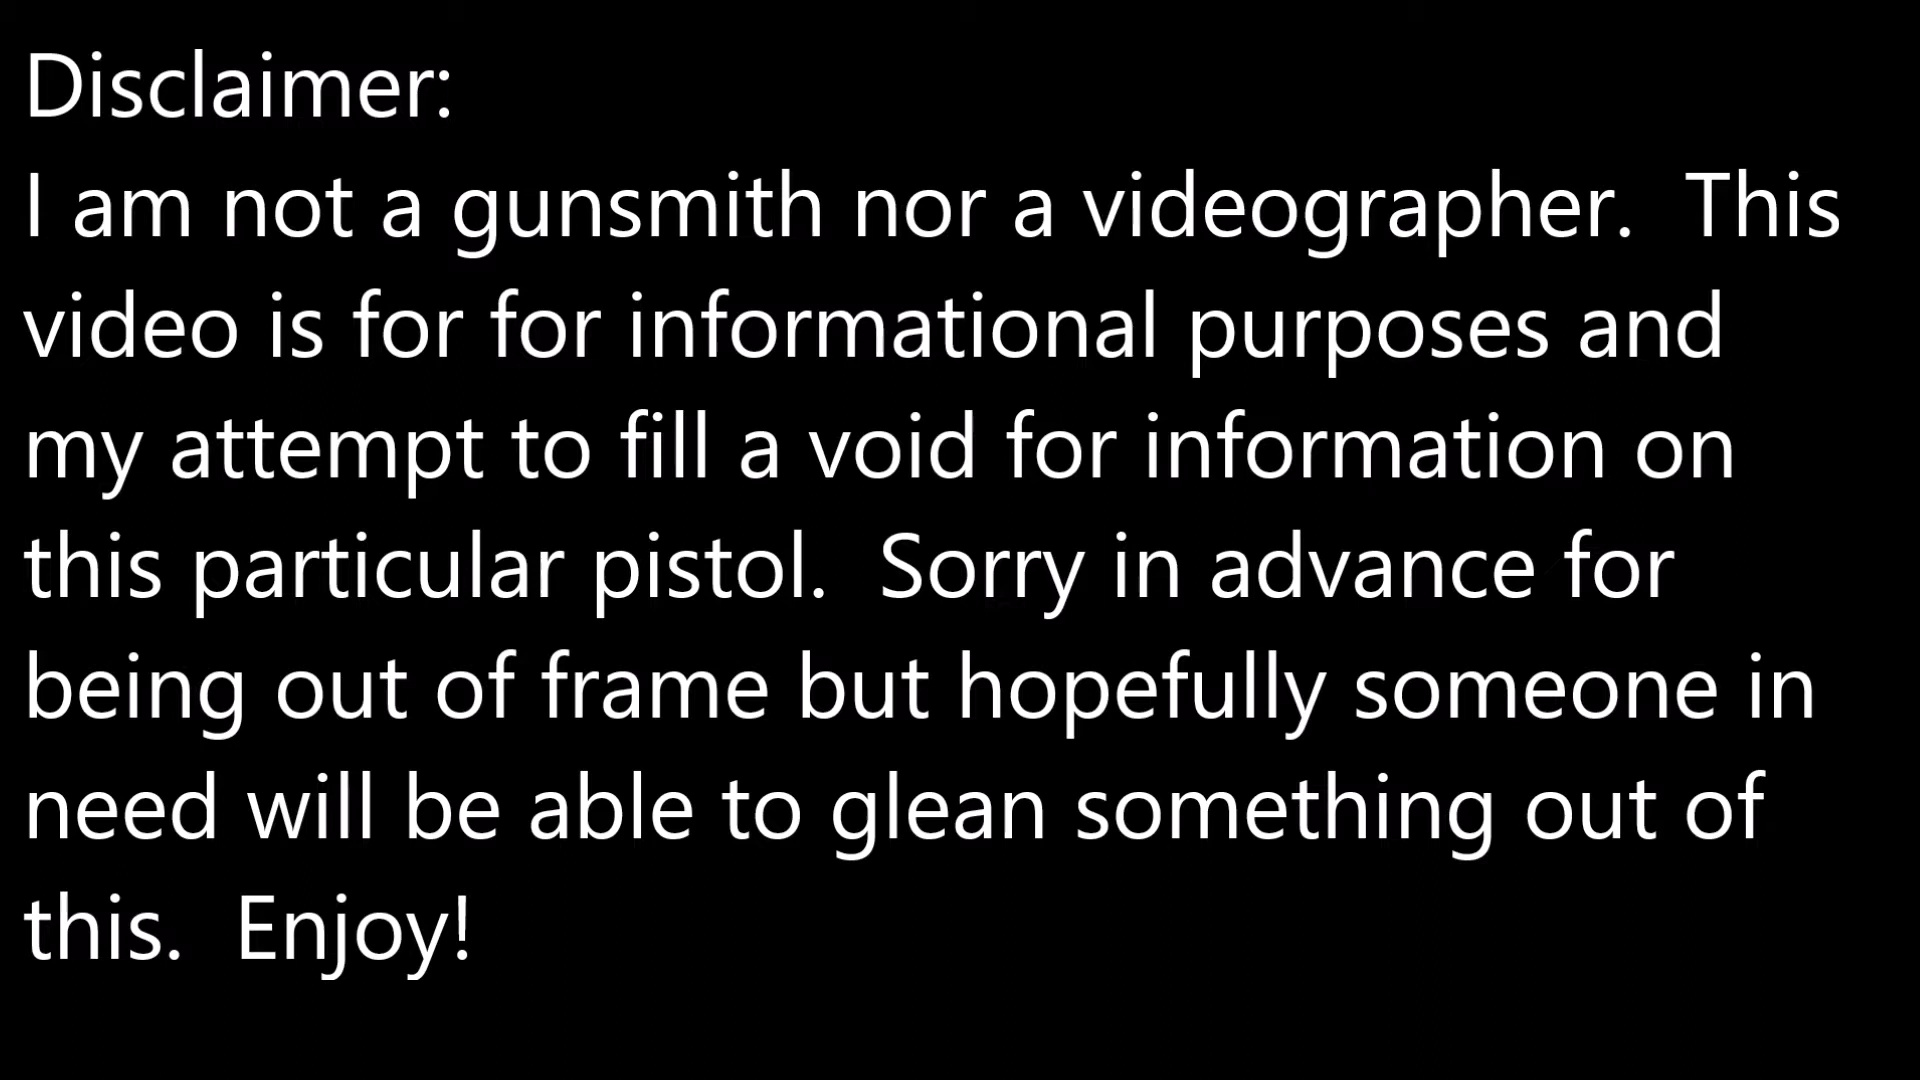 Disclaimer:
I am not a gunsmith nor a videographer.  This
video is for for informational purposes and
my attempt to fill a void for information on
this particular pistol.  Sorry in advance for
being out of frame but hopefully someone in
need will be able to glean something out of
this.  Enjoy!